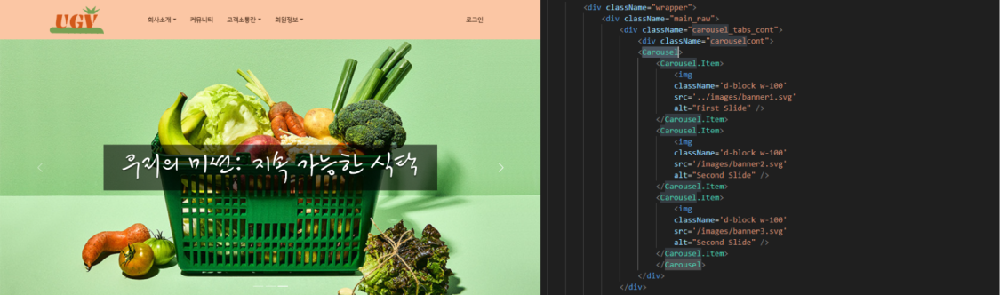 UGV
회사소개
커뮤니티
고객소통판
회원정보
로그인
우리의 미션: 지속 가능한 식탁
<div className="wrapper">
<div className="main_raw">
<div className="carousel_tabs_cont">
<div className="carouselcont">
<Carousel>
<Carousel.Item>
<img
className='d-block w-100'
src='../images/banner1.svg'
alt="First Slide" />
</Carousel.Item>
<Carousel.Item>
<img
className='d-block w-100'
src='/images/banner2.svg'
alt="Second Slide" />
</Carousel.Item>
<Carousel.Item>
<img
className='d-block w-100'
src='/images/banner3.svg'
alt="Second Slide" />
</Carousel.Item>
</Carousel>
</div>
</div>